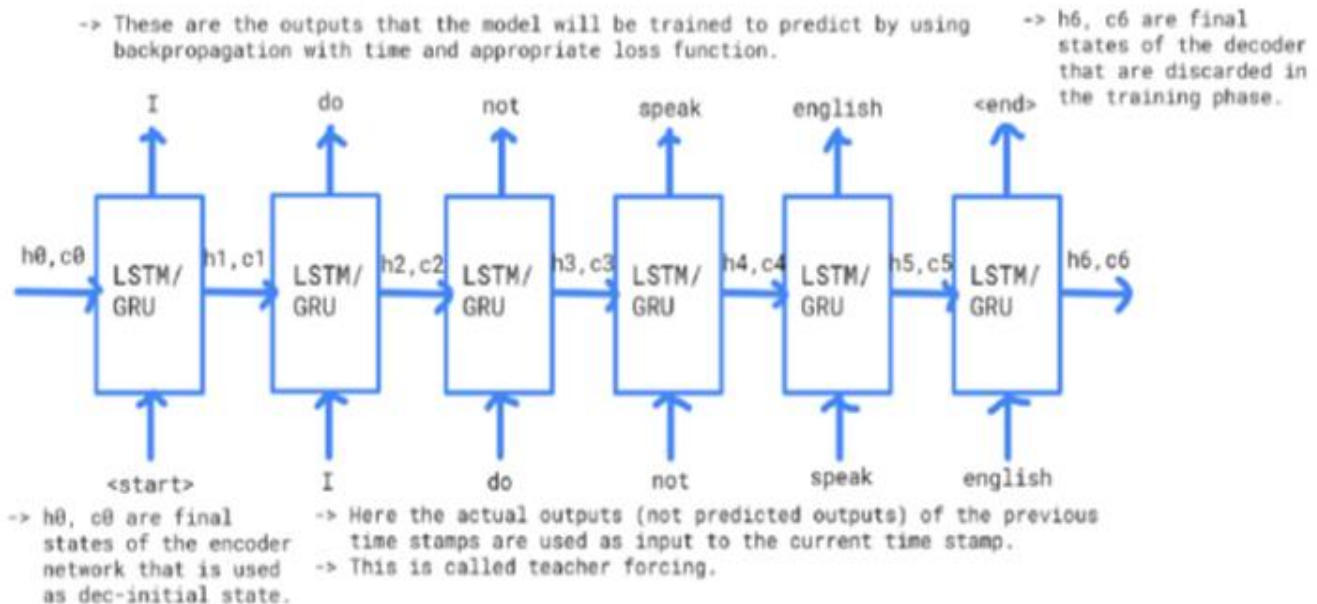 -> These are the outputs that the model will be trained to predict by using
backpropagation with time and appropriate loss function.
-> h6, c6 are final
states of the decoder
that are discarded in
the training phase.
I do not speak english <end>
h0,c0 h1,c1 h2,c2 h3,c3 h4,c4 h5,c5 h6,c6
LSTM/ LSTM/ LSTM/ LSTM/ LSTM/ LSTM/
GRU GRU GRU GRU GRU GRU
<start> I do not speak english
-> h0, c0 are final
states of the encoder
network that is used
as dec-initial state.
-> Here the actual outputs (not predicted outputs) of the previous
time stamps are used as input to the current time stamp.
-> This is called teacher forcing.